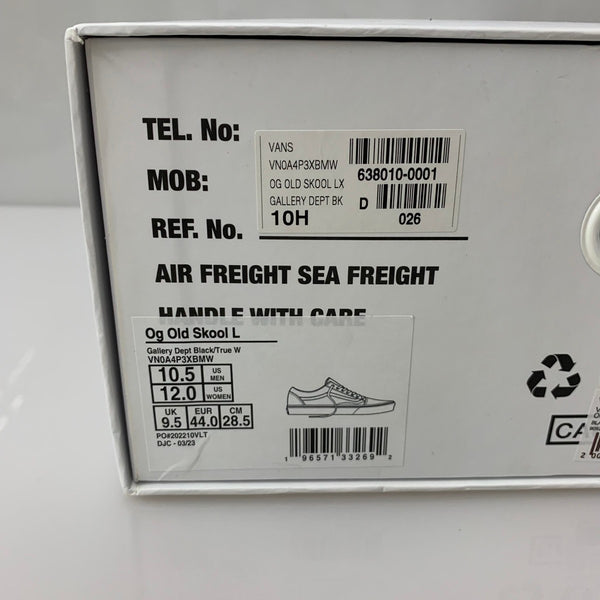 TEL. No:
MOB:
REF. No.
VANS
VN0A4P3XBMW
OG OLD SKOOL LX
GALLERY DEPT BK
10H
638010-0001
D
026
AIR FREIGHT SEA FREIGHT
HANDLE WITH CARE
Og Old Skool L
Gallery Dept Black/True W
VN0A4P3XBMW
10.5 US MEN
12.0 US WOMEN
UK EUR CM
9.5 44.0 28.5
PO#202210VLT
DJC - 03/23
1 96571 33269 2
CA